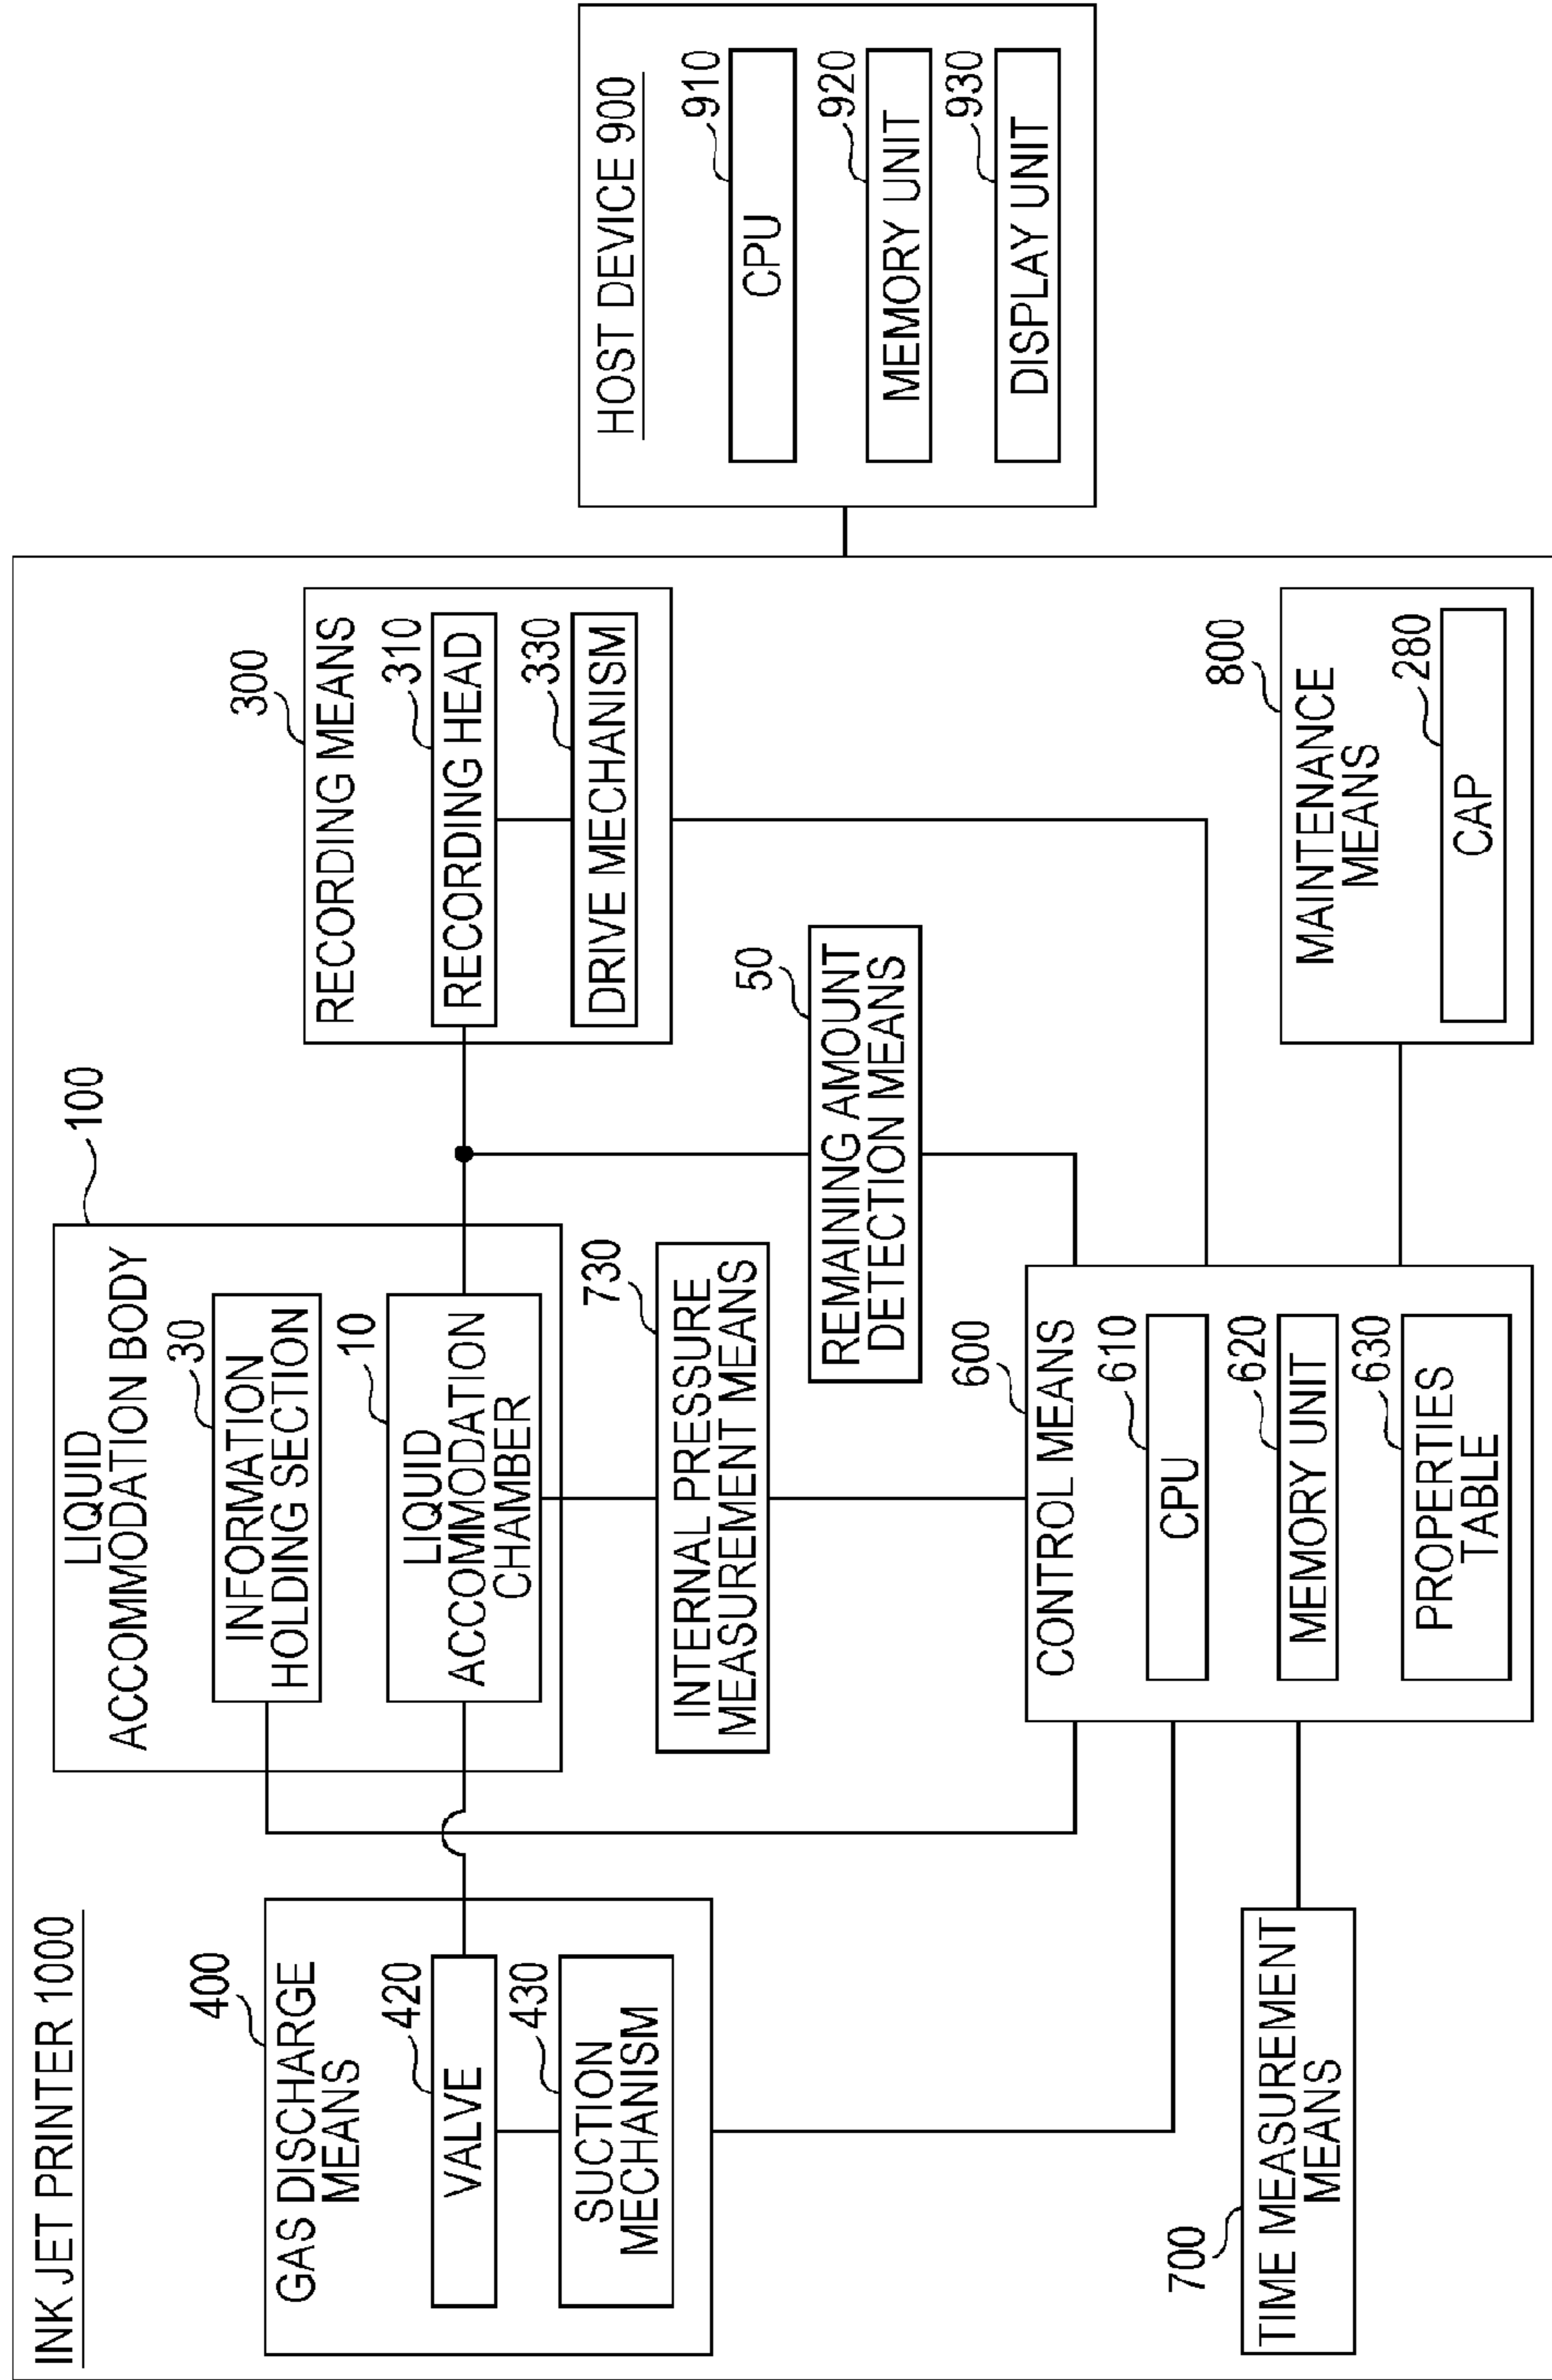 INK JET PRINTER 1000
400
GAS DISCHARGE
MEANS
420
VALVE
430
SUCTION
MECHANISM
700
TIME MEASUREMENT
MEANS
100
LIQUID
ACCOMMODATION BODY
30
INFORMATION
HOLDING SECTION
10
LIQUID
ACCOMMODATION
CHAMBER
730
INTERNAL PRESSURE
MEASUREMENT MEANS
600
CONTROL MEANS
610
CPU
620
MEMORY UNIT
630
PROPERTIES
TABLE
50
REMAINING AMOUNT
DETECTION MEANS
300
RECORDING MEANS
310
RECORDING HEAD
330
DRIVE MECHANISM
800
MAINTENANCE
MEANS
280
CAP
HOST DEVICE 900
910
CPU
920
MEMORY UNIT
930
DISPLAY UNIT